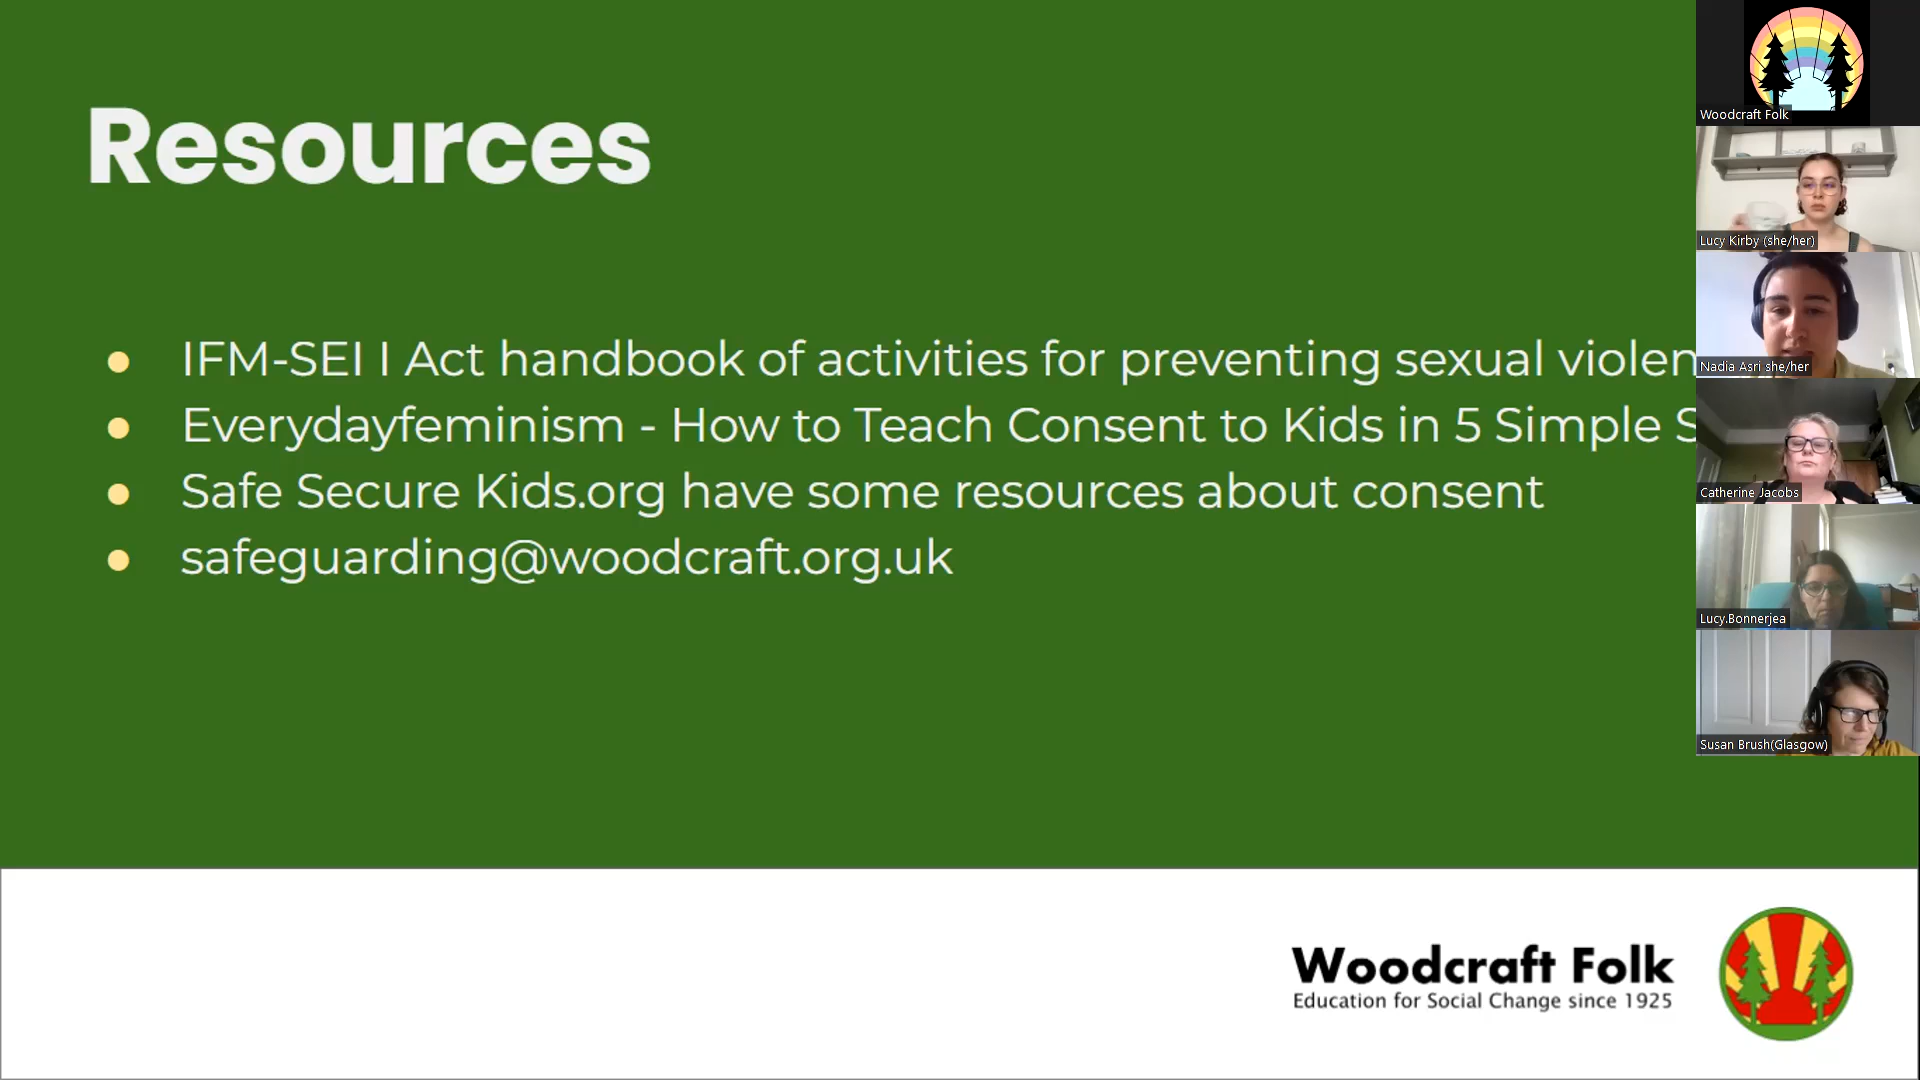 Resources
IFM-SEI I Act handbook of activities for preventing sexual violen
Everydayfeminism - How to Teach Consent to Kids in 5 Simple S
Safe Secure Kids.org have some resources about consent
safeguarding@woodcraft.org.uk
Woodcraft Folk
Education for Social Change since 1925
Woodcraft Folk
Lucy Kirby (she/her)
Nadia Asri she/her
Catherine Jacobs
Lucy.Bonnerjea
Susan Brush(Glasgow)